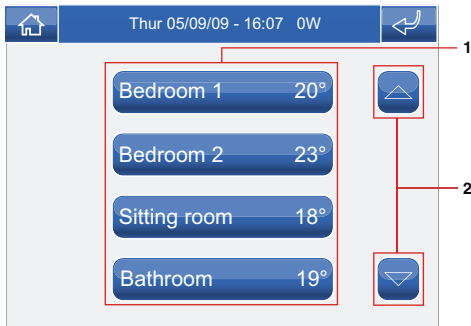 Thur 05/09/09 - 16:07 0W
1
Bedroom 1 20°
Bedroom 2 23°
2
Sitting room 18°
Bathroom 19°